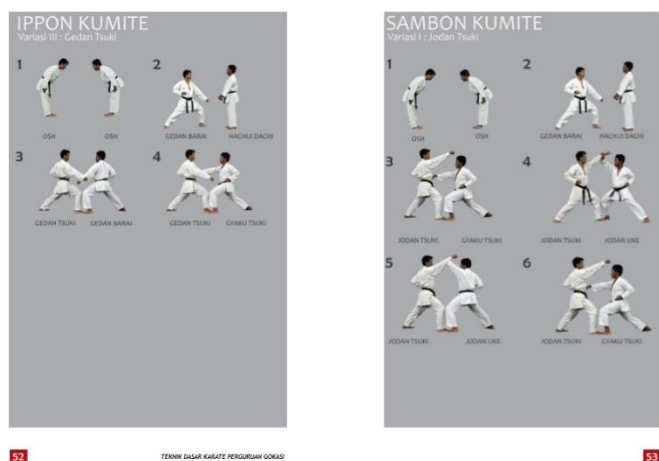 IPPON KUMITE
Variasi III : Gedan Tsuki
1
2
OSH OSH
GEDAN BARAI HACHIJI DACHI
3
4
GEDAN TSUKI GEDAN BARAI
GEDAN TSUKI GYAKU TSUKI
52
TEKNIK DASAR KARATE PERGURUAN GOKASI
SAMBON KUMITE
Variasi I : Jodan Tsuki
1
2
OSH OSH
GEDAN BARAI HACHIJI DACHI
3
4
JODAN TSUKI GYAKU TSUKI
JODAN TSUKI JODAN UKE
5
6
JODAN TSUKI JODAN UKE
JODAN TSUKI GYAKU TSUKI
53